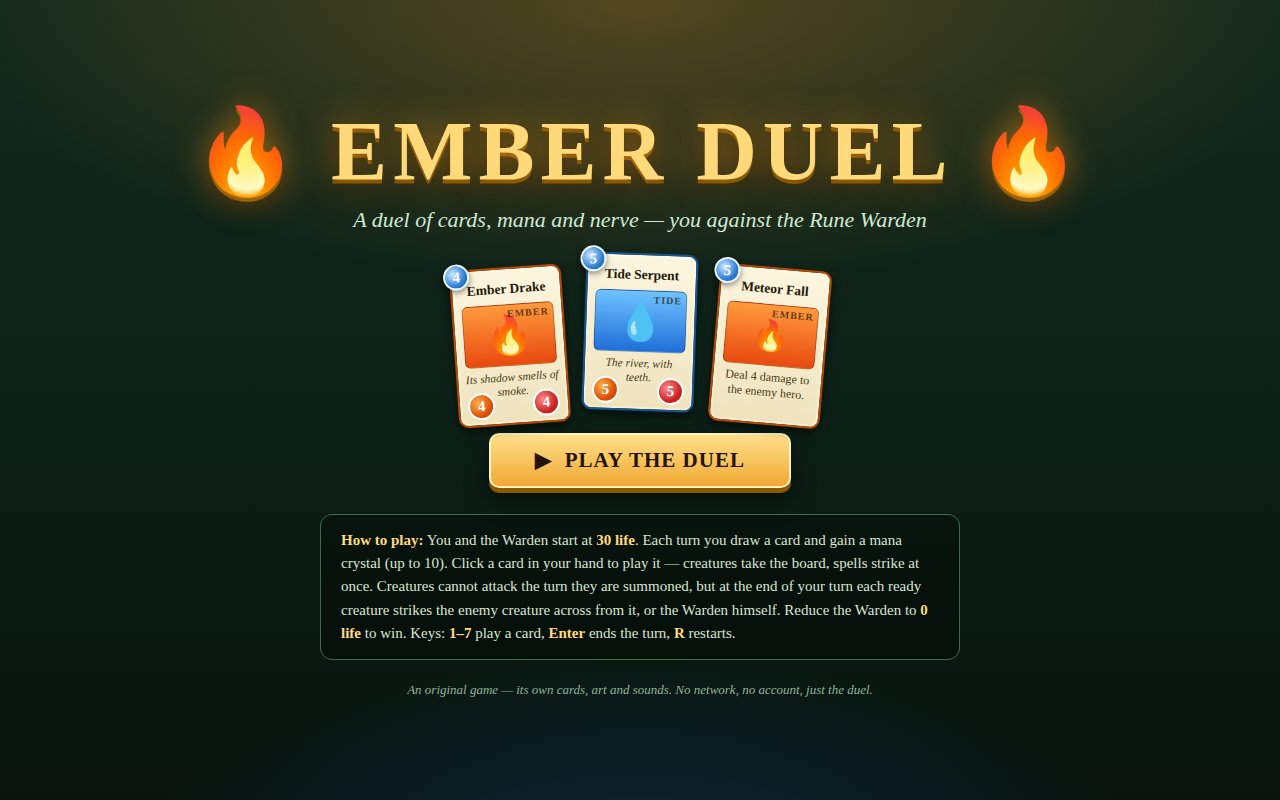 EMBER DUEL
A duel of cards, mana and nerve — you against the Rune Warden
4
Ember Drake
EMBER
Its shadow smells of
smoke.
4
4
5
Tide Serpent
TIDE
The river, with
teeth.
5
5
5
Meteor Fall
EMBER
Deal 4 damage to
the enemy hero.
▶ PLAY THE DUEL
How to play: You and the Warden start at 30 life. Each turn you draw a card and gain a mana
crystal (up to 10). Click a card in your hand to play it — creatures take the board, spells strike at
once. Creatures cannot attack the turn they are summoned, but at the end of your turn each ready
creature strikes the enemy creature across from it, or the Warden himself. Reduce the Warden to 0
life to win. Keys: 1–7 play a card, Enter ends the turn, R restarts.
An original game — its own cards, art and sounds. No network, no account, just the duel.